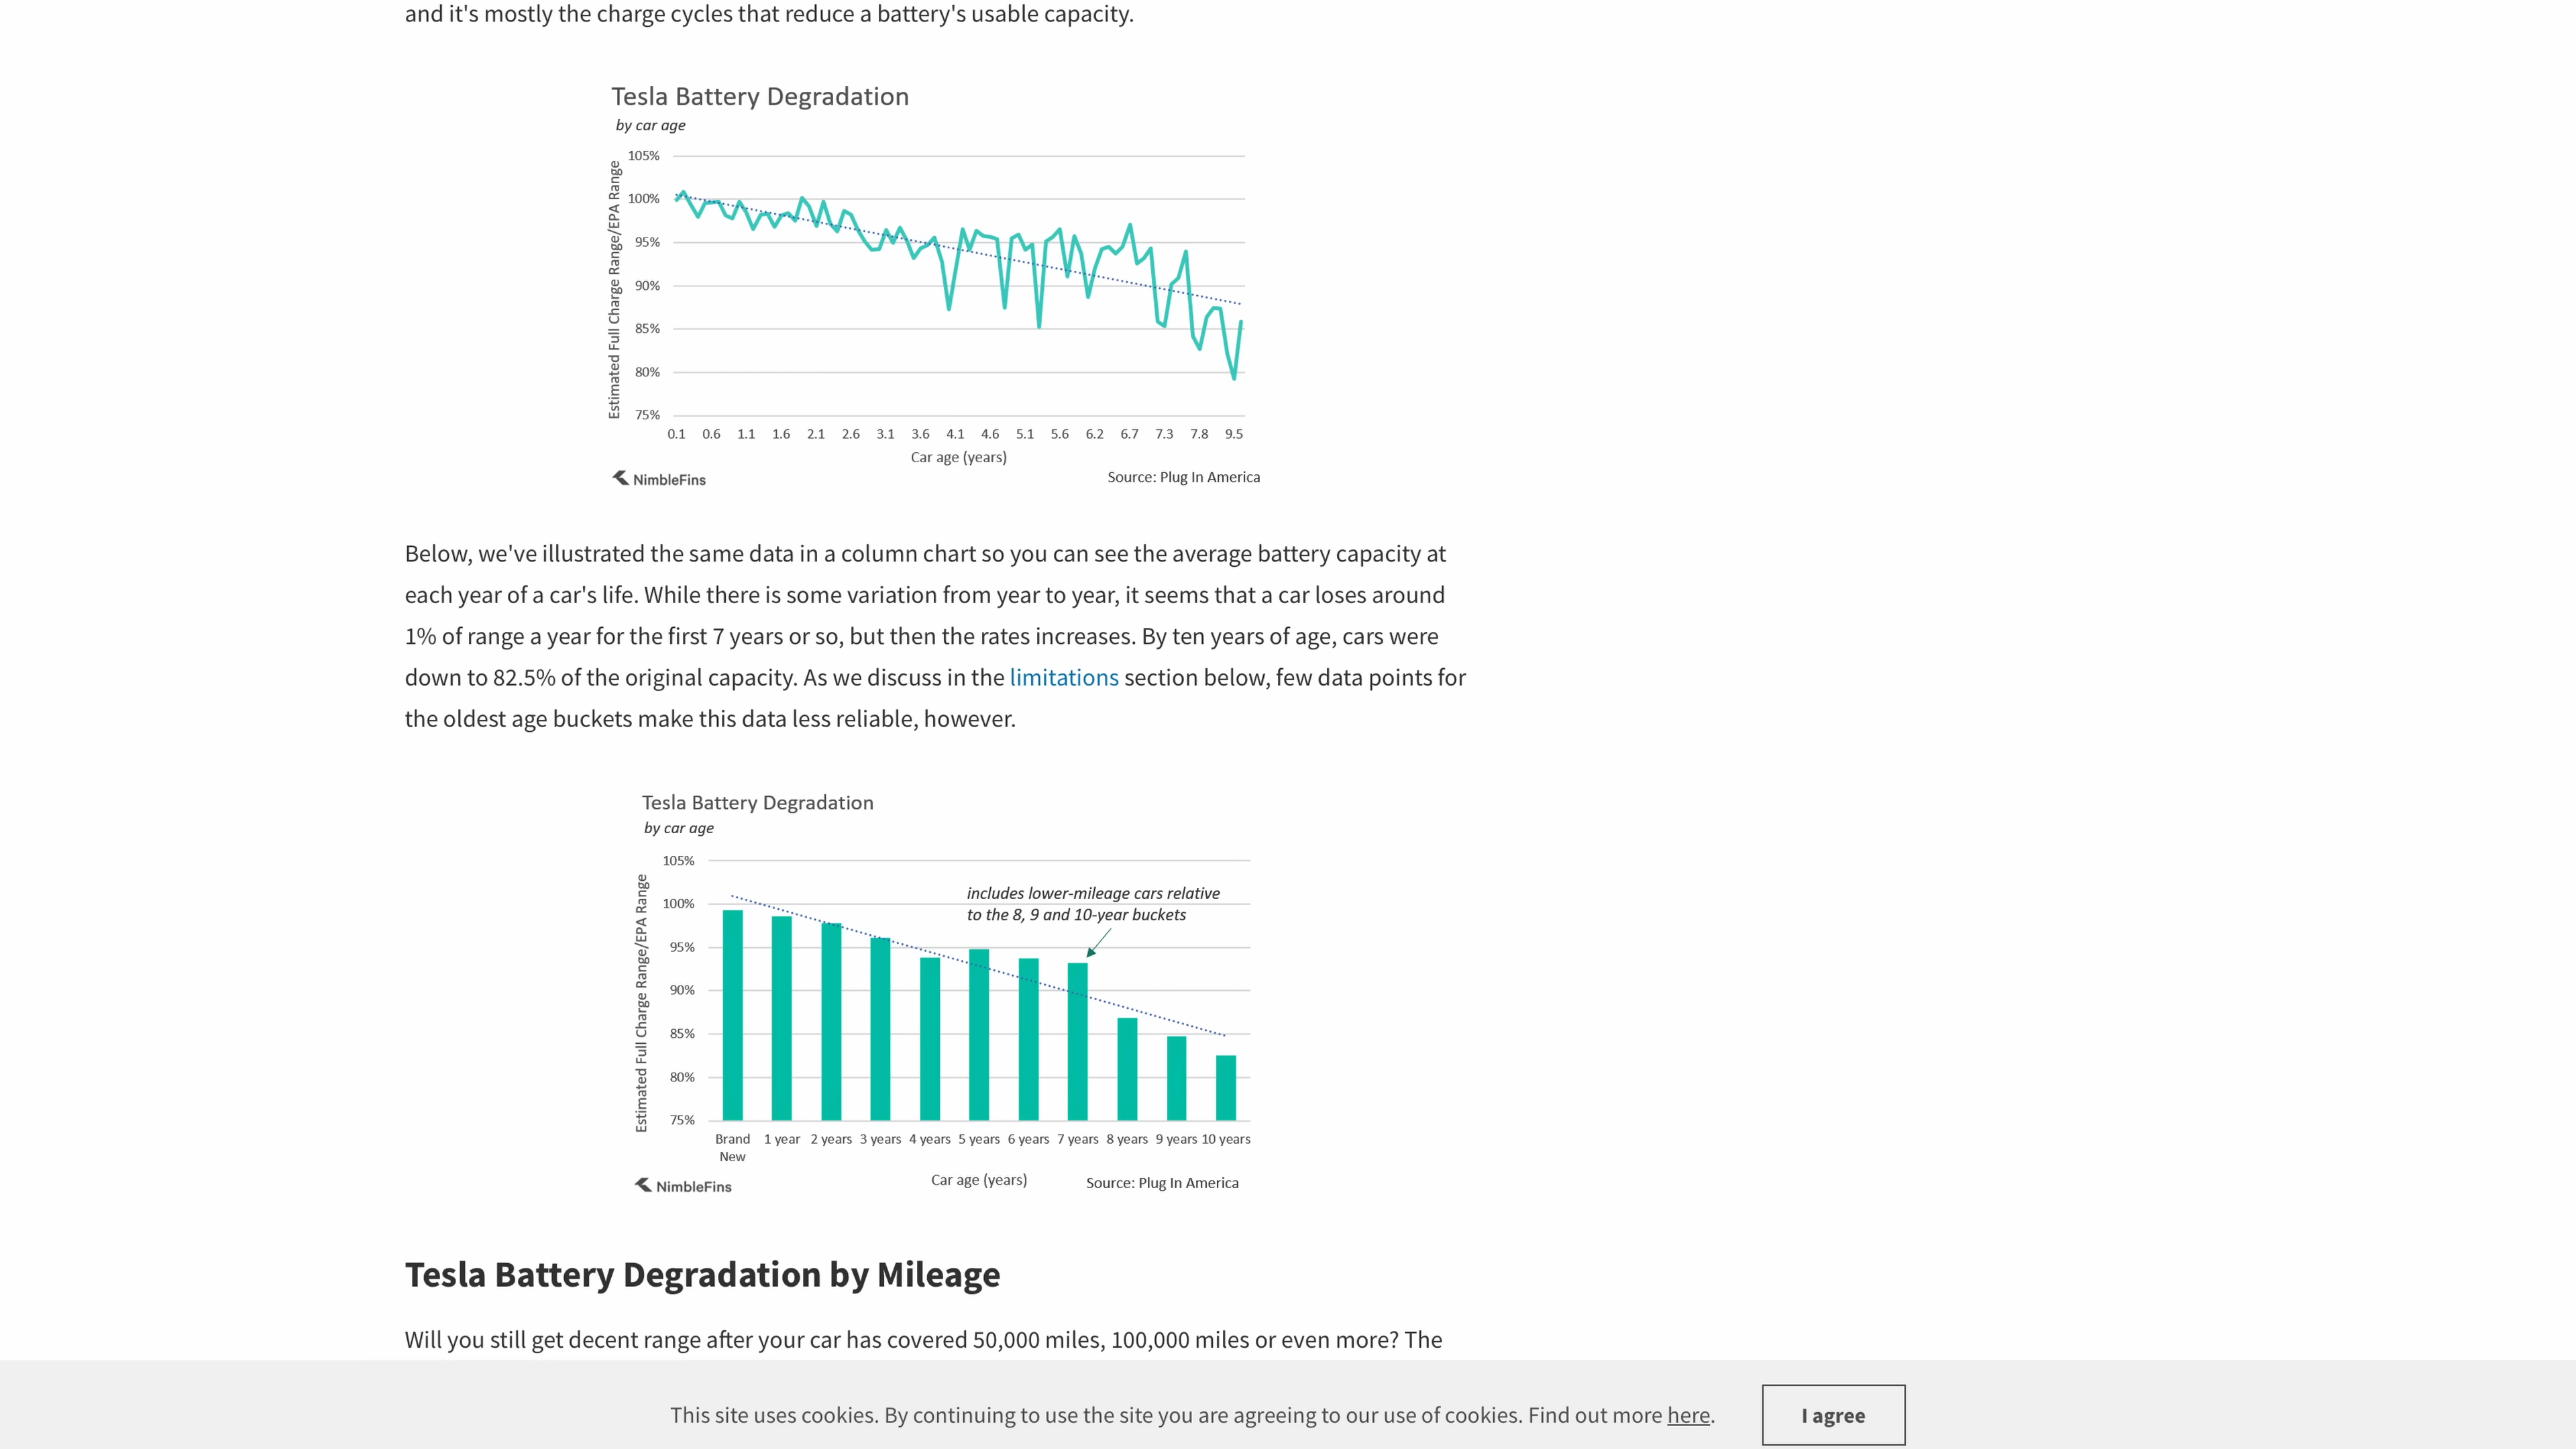 and it's mostly the charge cycles that reduce a battery's usable capacity.
Tesla Battery Degradation
by car age
Estimated Full Charge Range/EPA Range
105%
100%
95%
90%
85%
80%
75%
0.1 0.6 1.1 1.6 2.1 2.6 3.1 3.6 4.1 4.6 5.1 5.6 6.2 6.7 7.3 7.8 9.5
Car age (years)
NimbleFins
Source: Plug In America
Below, we've illustrated the same data in a column chart so you can see the average battery capacity at
each year of a car's life. While there is some variation from year to year, it seems that a car loses around
1% of range a year for the first 7 years or so, but then the rates increases. By ten years of age, cars were
down to 82.5% of the original capacity. As we discuss in the limitations section below, few data points for
the oldest age buckets make this data less reliable, however.
Tesla Battery Degradation
by car age
Estimated Full Charge Range/EPA Range
105%
100%
95%
90%
85%
80%
75%
includes lower-mileage cars relative
to the 8, 9 and 10-year buckets
Brand 1 year 2 years 3 years 4 years 5 years 6 years 7 years 8 years 9 years 10 years
New
Car age (years)
NimbleFins
Source: Plug In America
Tesla Battery Degradation by Mileage
Will you still get decent range after your car has covered 50,000 miles, 100,000 miles or even more? The
This site uses cookies. By continuing to use the site you are agreeing to our use of cookies. Find out more here.
I agree